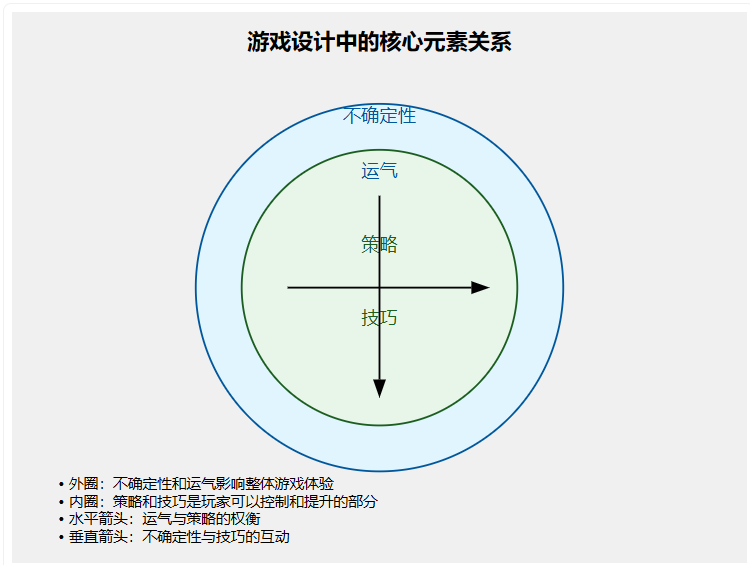 游戏设计中的核心元素关系
不确定性
运气
策略
技巧
• 外圈：不确定性和运气影响整体游戏体验
• 内圈：策略和技巧是玩家可以控制和提升的部分
• 水平箭头：运气与策略的权衡
• 垂直箭头：不确定性与技巧的互动